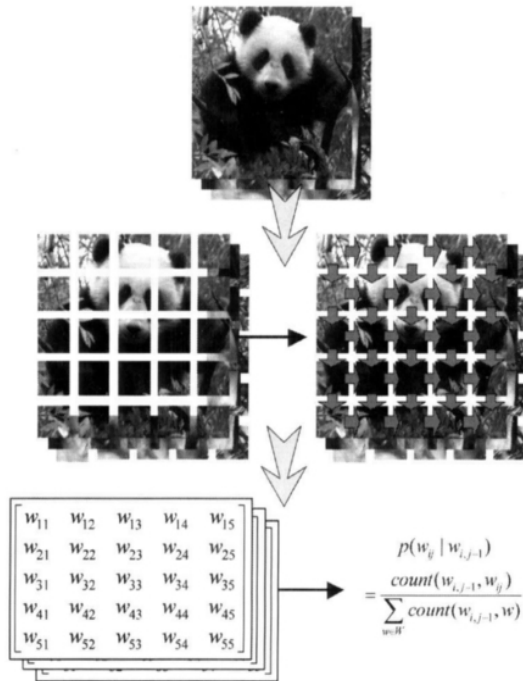 w11 w12 w13 w14 w15
w21 w22 w23 w24 w25
w31 w32 w33 w34 w35
w41 w42 w43 w44 w45
w51 w52 w53 w54 w55
p(wij | wi,j−1)
= count(wi,j−1, wij)
∑ count(wi,j−1, w)
w∈W